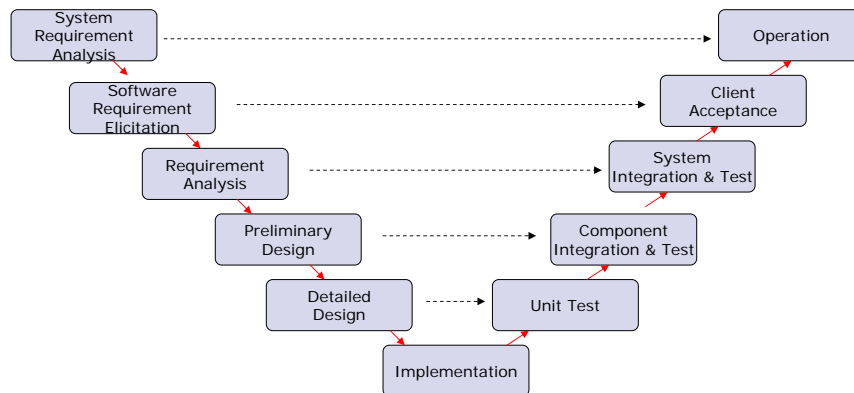 System
Requirement
Analysis
Operation
Software
Requirement
Elicitation
Client
Acceptance
Requirement
Analysis
System
Integration & Test
Preliminary
Design
Component
Integration & Test
Detailed
Design
Unit Test
Implementation